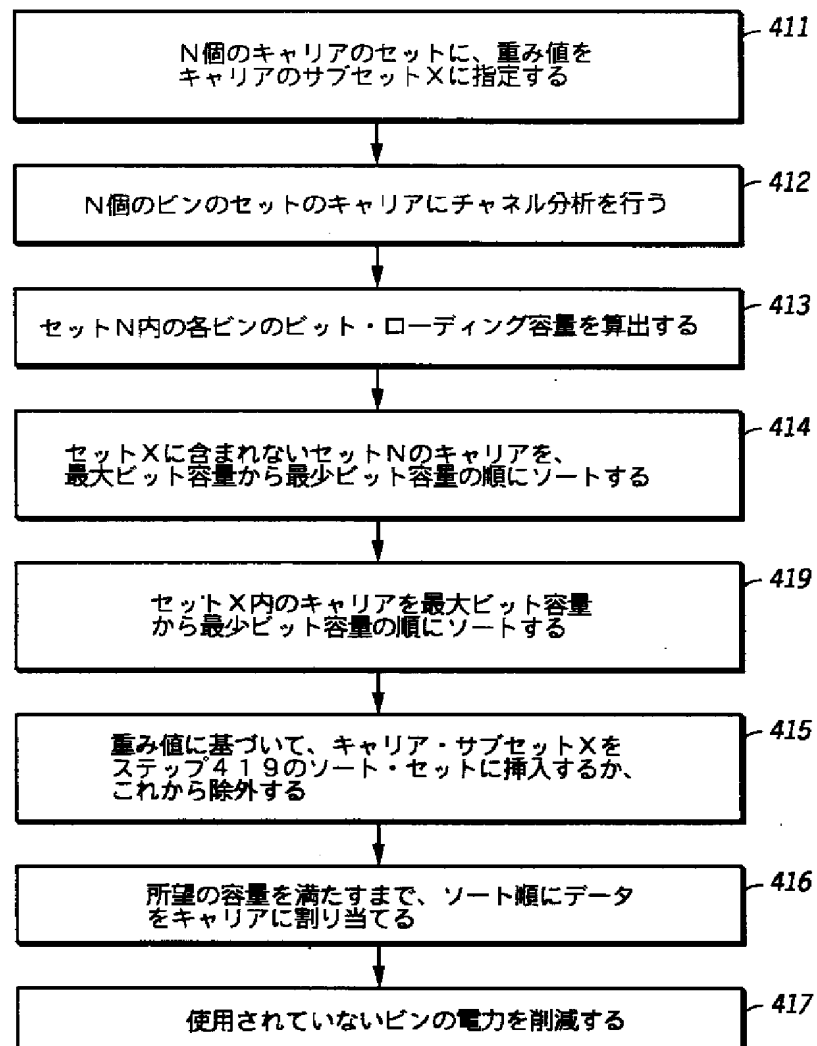 411
N個のキャリアのセットに、重み値を
キャリアのサブセットXに指定する
412
N個のビンのセットのキャリアにチャネル分析を行う
413
セットN内の各ビンのビット・ローディング容量を算出する
414
セットXに含まれないセットNのキャリアを、
最大ビット容量から最少ビット容量の順にソートする
419
セットX内のキャリアを最大ビット容量
から最少ビット容量の順にソートする
415
重み値に基づいて、キャリア・サブセットXを
ステップ419のソート・セットに挿入するか、
これから除外する
416
所望の容量を満たすまで、ソート順にデータ
をキャリアに割り当てる
417
使用されていないビンの電力を削減する